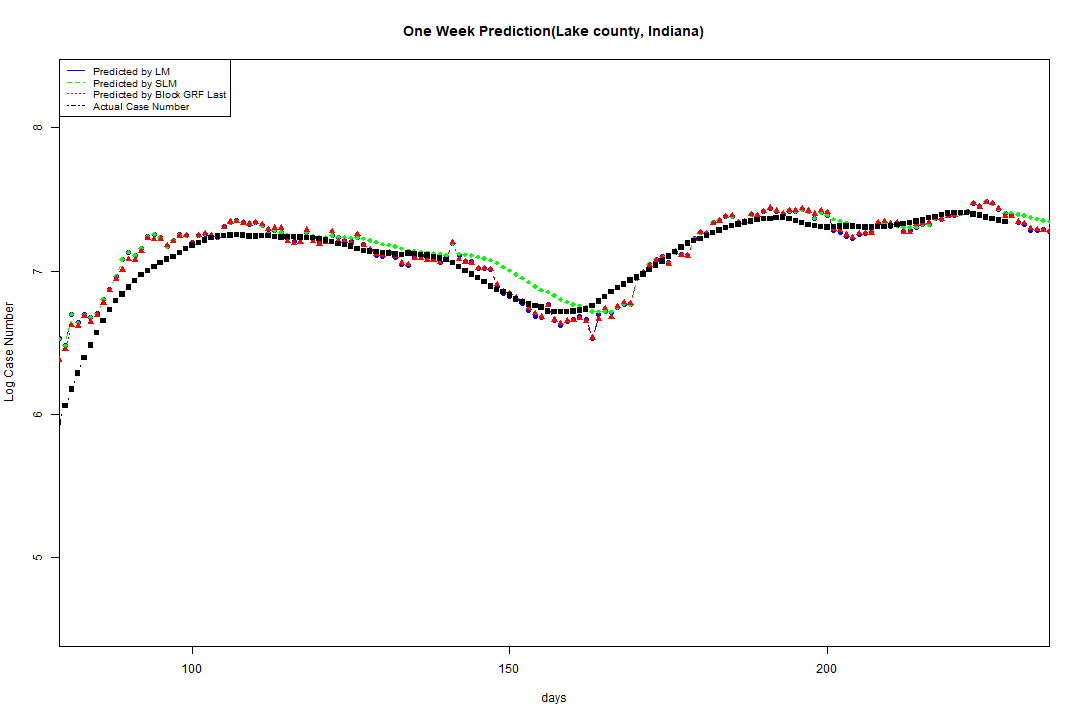 One Week Prediction(Lake county, Indiana)
Predicted by LM
Predicted by SLM
Predicted by Block GRF Last
Actual Case Number
8
7
6
5
Log Case Number
100
150
200
days